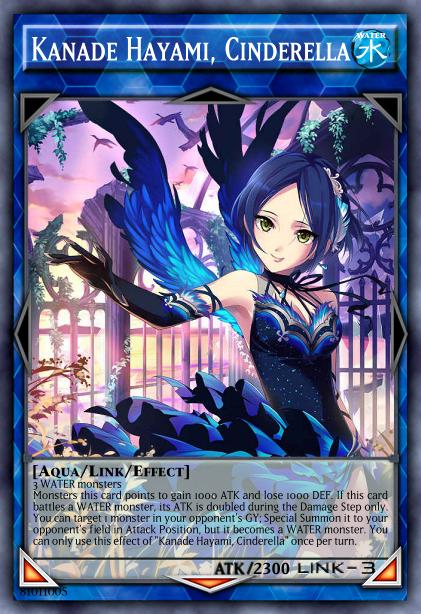 KANADE HAYAMI, CINDERELLA
WATER
水
[AQUA/LINK/EFFECT]
3 WATER monsters
Monsters this card points to gain 1000 ATK and lose 1000 DEF. If this card
battles a WATER monster, its ATK is doubled during the Damage Step only.
You can target 1 monster in your opponent's GY; Special Summon it to your
opponent's field in Attack Position, but it becomes a WATER monster. You
can only use this effect of "Kanade Hayami, Cinderella" once per turn.
ATK/2300 LINK-3
81011005